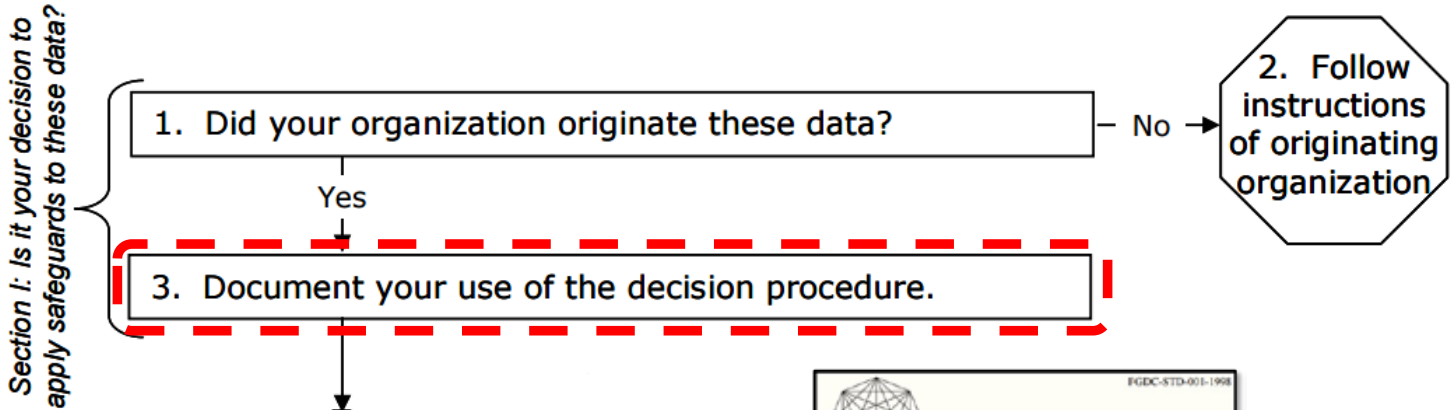 Section I: Is it your decision to
apply safeguards to these data?
1. Did your organization originate these data?
No
2. Follow
instructions
of originating
organization
Yes
3. Document your use of the decision procedure.
FGDC-STD-001-1998